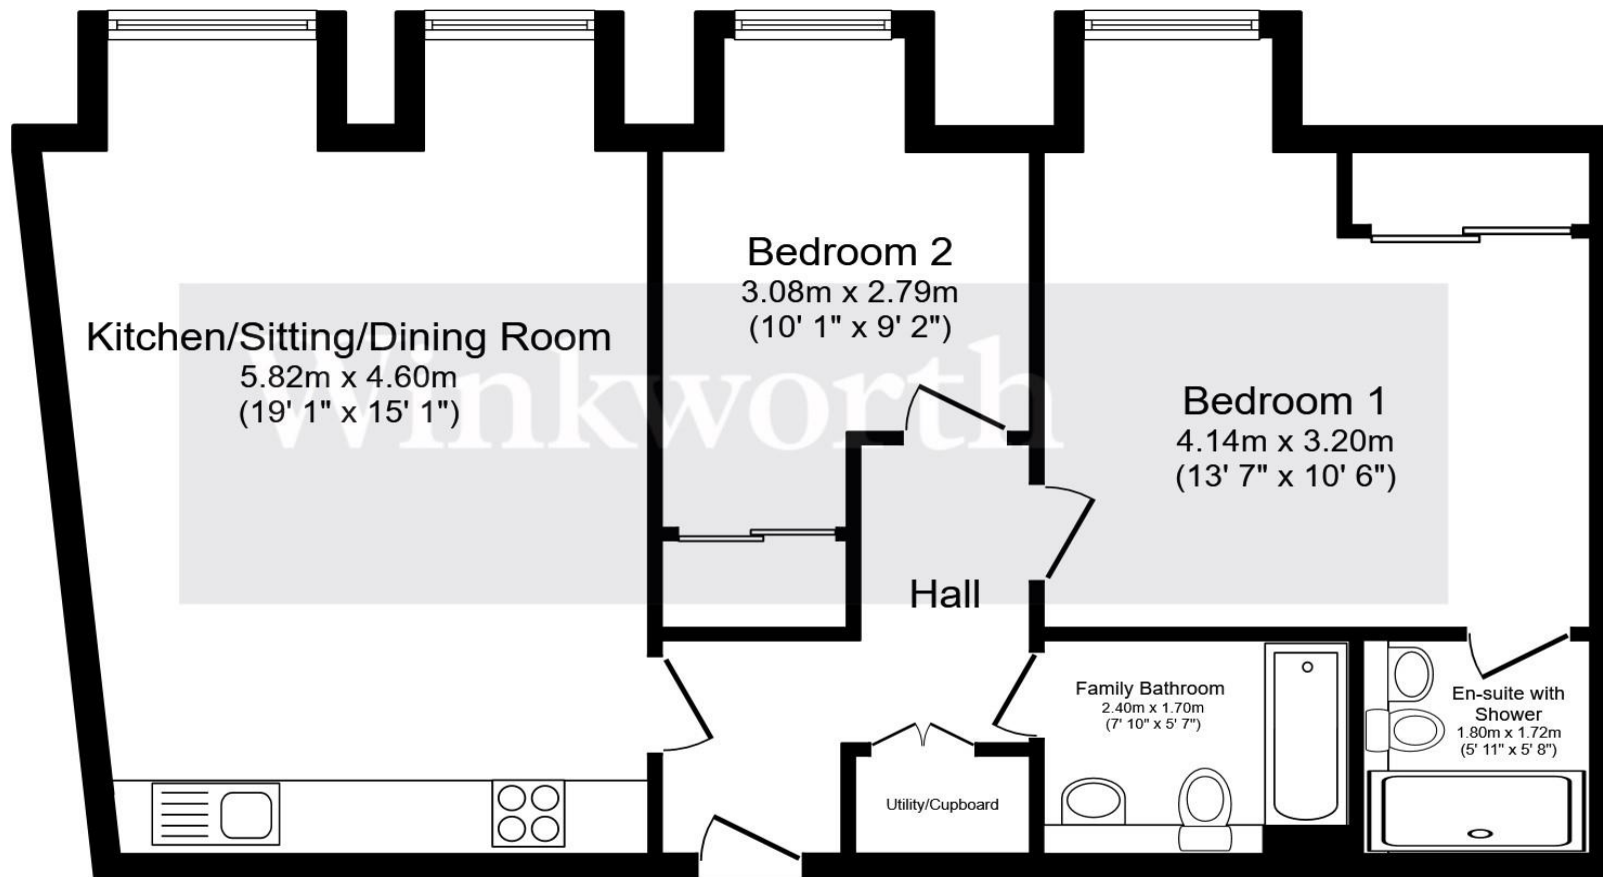 Kitchen/Sitting/Dining Room
5.82m x 4.60m
(19' 1" x 15' 1")
Bedroom 2
3.08m x 2.79m
(10' 1" x 9' 2")
Bedroom 1
4.14m x 3.20m
(13' 7" x 10' 6")
Winkworth
Hall
Family Bathroom
2.40m x 1.70m
(7' 10" x 5' 7")
En-suite with
Shower
1.80m x 1.72m
(5' 11" x 5' 8")
Utility/Cupboard